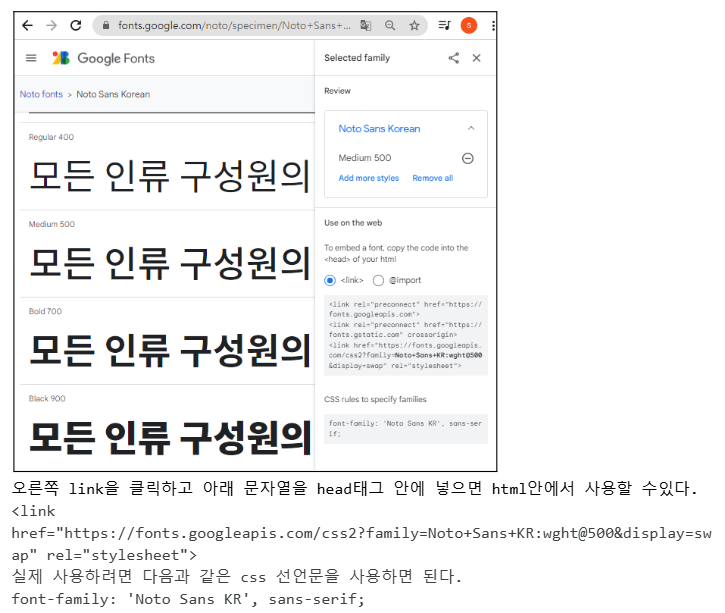 fonts.google.com/noto/specimen/Noto+Sans+...
S
Google Fonts
Noto fonts > Noto Sans Korean
Regular 400
모든 인류 구성원의
Medium 500
모든 인류 구성원의
Bold 700
모든 인류 구성원의
Black 900
모든 인류 구성원의
Selected family
Review
Noto Sans Korean
Medium 500
Add more styles Remove all
Use on the web
To embed a font, copy the code into the
<head> of your html
<link> @import
<link rel="preconnect" href="https://
fonts.googleapis.com">
<link rel="preconnect" href="https://
fonts.gstatic.com" crossorigin>
<link href="https://fonts.googleapis.
com/css2?family=Noto+Sans+KR:wght@500
&display=swap" rel="stylesheet">
CSS rules to specify families
font-family: 'Noto Sans KR', sans-ser
if;
오른쪽 link을 클릭하고 아래 문자열을 head태그 안에 넣으면 html안에서 사용할 수있다.
<link
href="https://fonts.googleapis.com/css2?family=Noto+Sans+KR:wght@500&display=sw
ap" rel="stylesheet">
실제 사용하려면 다음과 같은 css 선언문을 사용하면 된다.
font-family: 'Noto Sans KR', sans-serif;